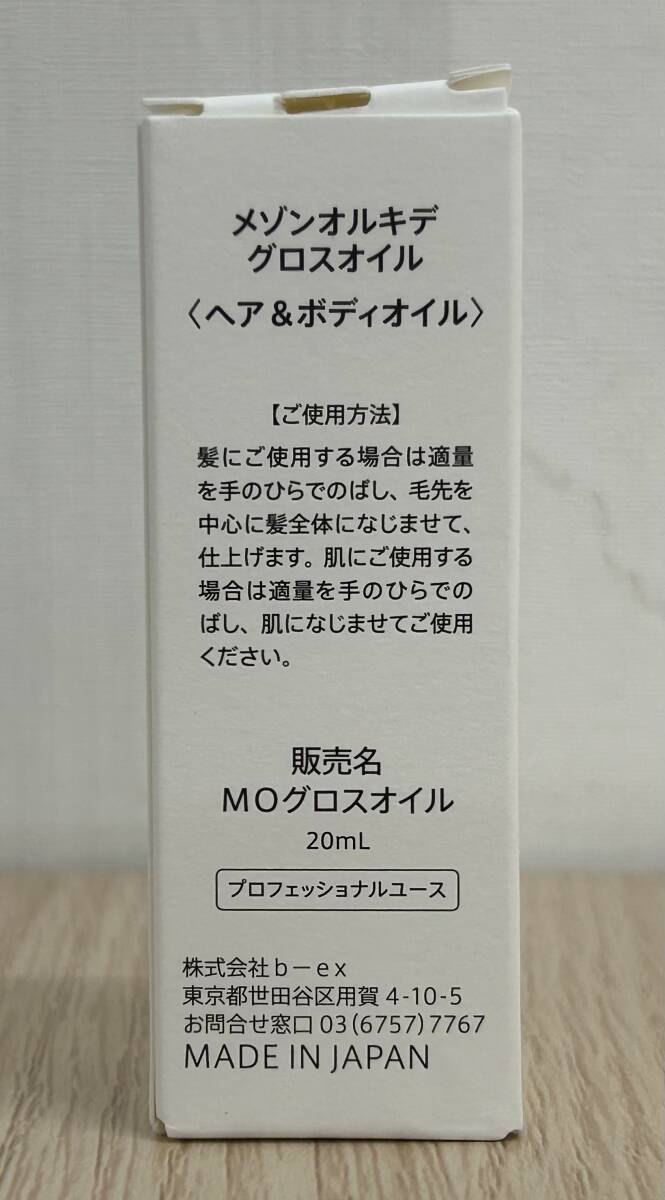 メゾンオルキデ
グロスオイル
〈ヘア＆ボディオイル〉
【ご使用方法】
髪にご使用する場合は適量
を手のひらでのばし、毛先を
中心に髪全体になじませて、
仕上げます。肌にご使用する
場合は適量を手のひらでの
ばし、肌になじませてご使用
ください。
販売名
MOグロスオイル
20mL
プロフェッショナルユース
株式会社ｂ－ｅｘ
東京都世田谷区用賀 4-10-5
お問合せ窓口 03(6757)7767
MADE IN JAPAN